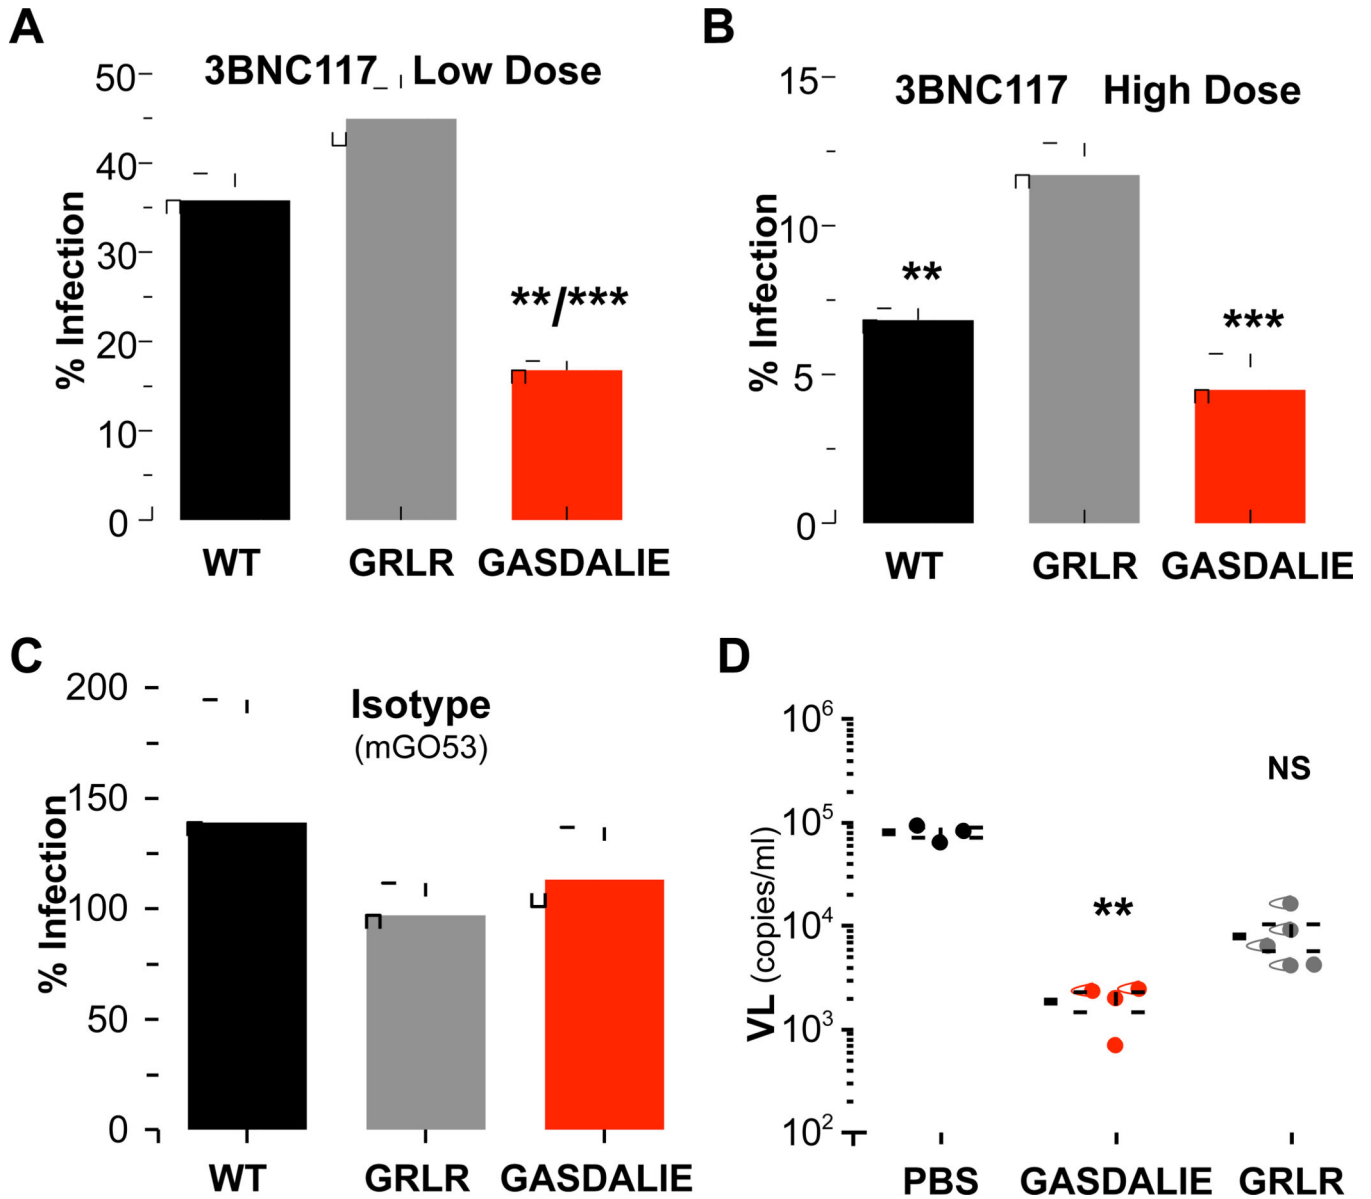 A
3BNC117 Low Dose
% Infection
50
40
30
20
10
0
**/***
WT GRLR GASDALIE
B
3BNC117 High Dose
% Infection
15
10
5
0
**
***
WT GRLR GASDALIE
C
Isotype
(mGO53)
% Infection
200
150
100
50
0
WT GRLR GASDALIE
D
VL (copies/ml)
10^6
10^5
10^4
10^3
10^2
**
NS
PBS GASDALIE GRLR